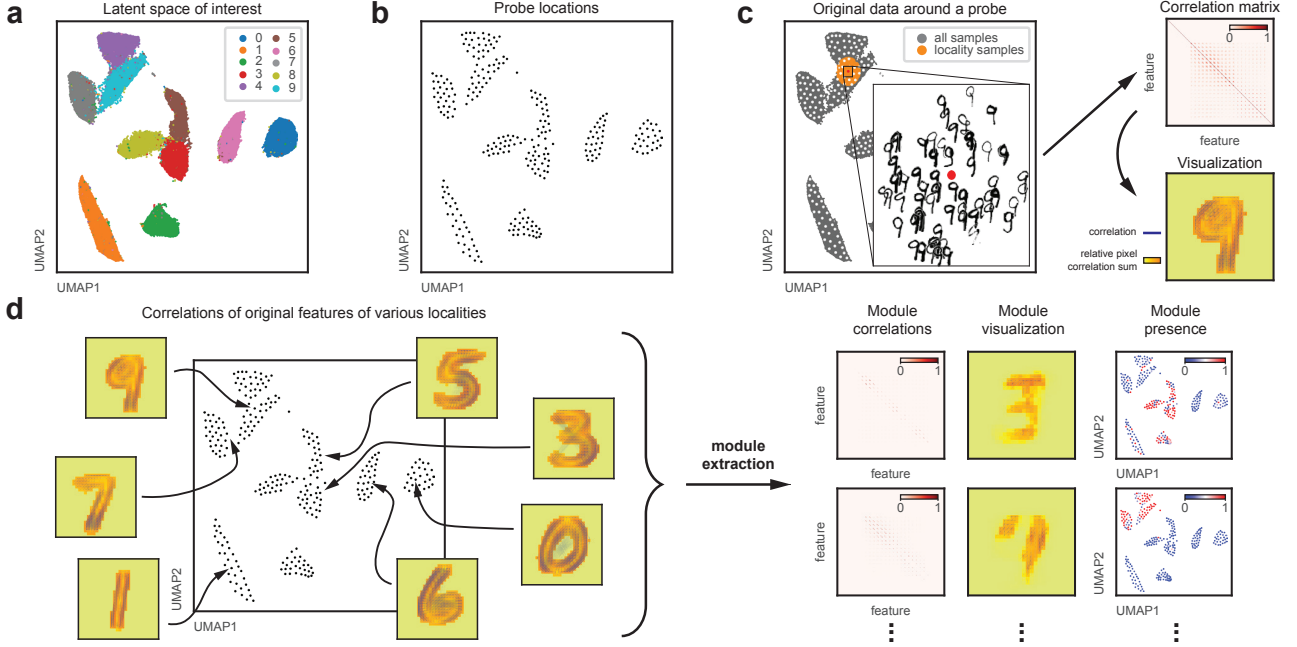 a
Latent space of interest
0 5
1 6
2 7
3 8
4 9
UMAP2
UMAP1
b
Probe locations
UMAP2
UMAP1
c
Original data around a probe
all samples
locality samples
UMAP2
UMAP1
Correlation matrix
0 1
feature
feature
Visualization
correlation
relative pixel
correlation sum
d
Correlations of original features of various localities
UMAP2
UMAP1
module
extraction
Module
correlations
Module
visualization
Module
presence
0 1
feature
feature
0 1
UMAP2
UMAP1
0 1
feature
feature
0 1
UMAP2
UMAP1